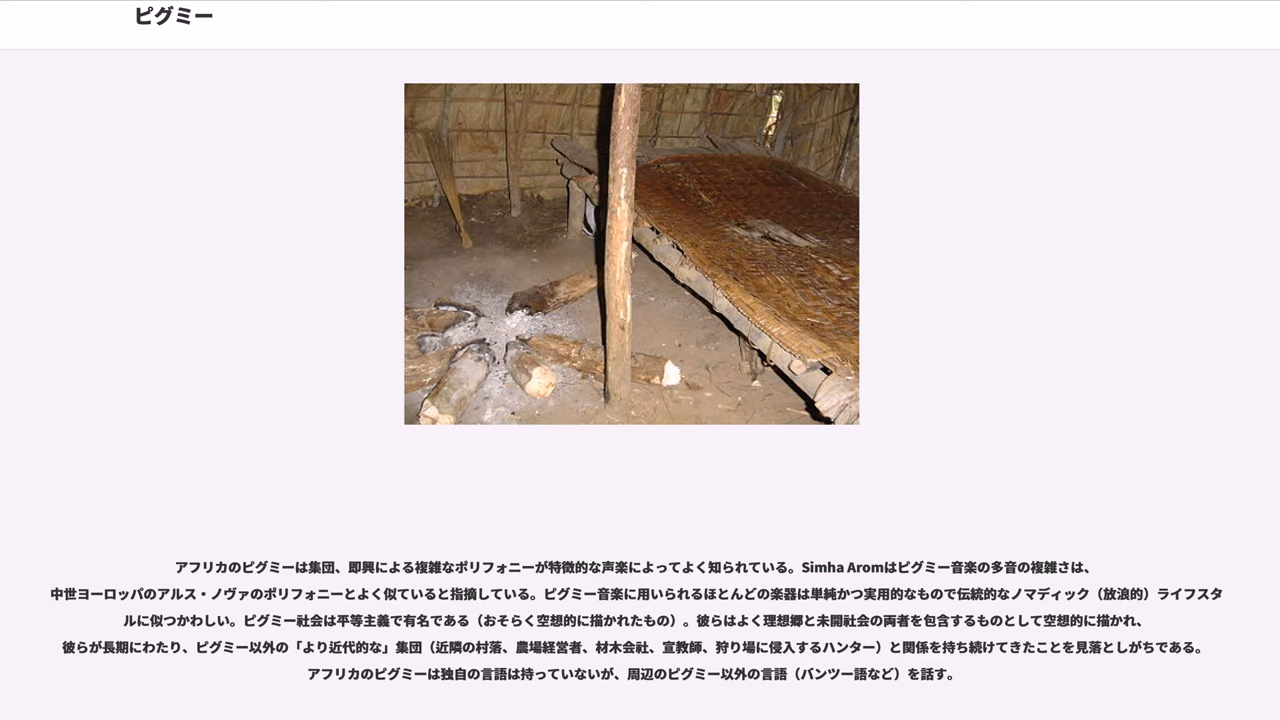 ピグミー
アフリカのピグミーは集団、即興による複雑なポリフォニーが特徴的な声楽によってよく知られている。Simha Aromはピグミー音楽の多音の複雑さは、
中世ヨーロッパのアルス・ノヴァのポリフォニーとよく似ていると指摘している。ピグミー音楽に用いられるほとんどの楽器は単純かつ実用的なもので伝統的なノマディック（放浪的）ライフスタ
ルに似つかわしい。ピグミー社会は平等主義で有名である（おそらく空想的に描かれたもの）。彼らはよく理想郷と未開社会の両者を包含するものとして空想的に描かれ、
彼らが長期にわたり、ピグミー以外の「より近代的な」集団（近隣の村落、農場経営者、材木会社、宣教師、狩り場に侵入するハンター）と関係を持ち続けてきたことを見落としがちである。
アフリカのピグミーは独自の言語は持っていないが、周辺のピグミー以外の言語（バンツー語など）を話す。